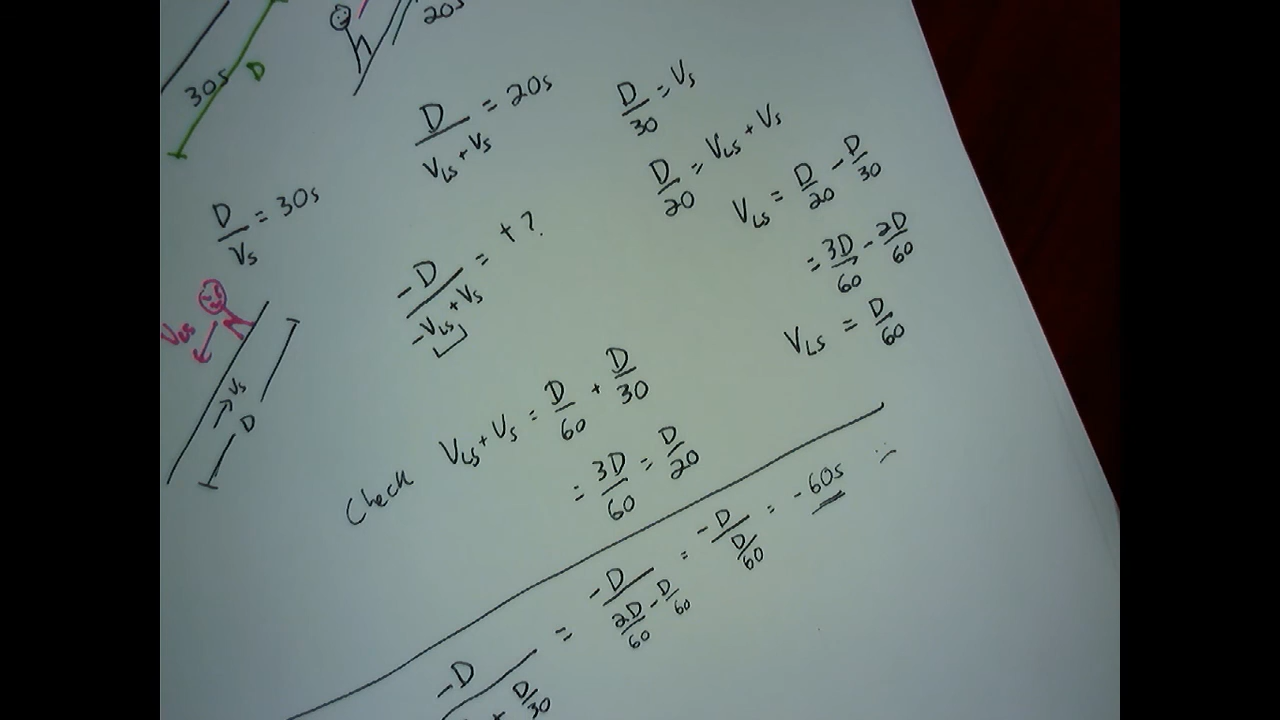 20s
30s D
D/(V_LS + V_S) = 20s
D/30 = V_S
D/20 = V_LS + V_S
V_LS = D/20 - D/30
= 3D/60 - 2D/60
V_LS = D/60
D/V_S = 30s
-D/(-V_LS + V_S) = t?
V_LS
V_S
D
Check V_LS + V_S = D/60 + D/30
= 3D/60 = D/20
-D/(+ D/30) = -D/(2D/60 - D/60) = -D/(D/60) = -60s